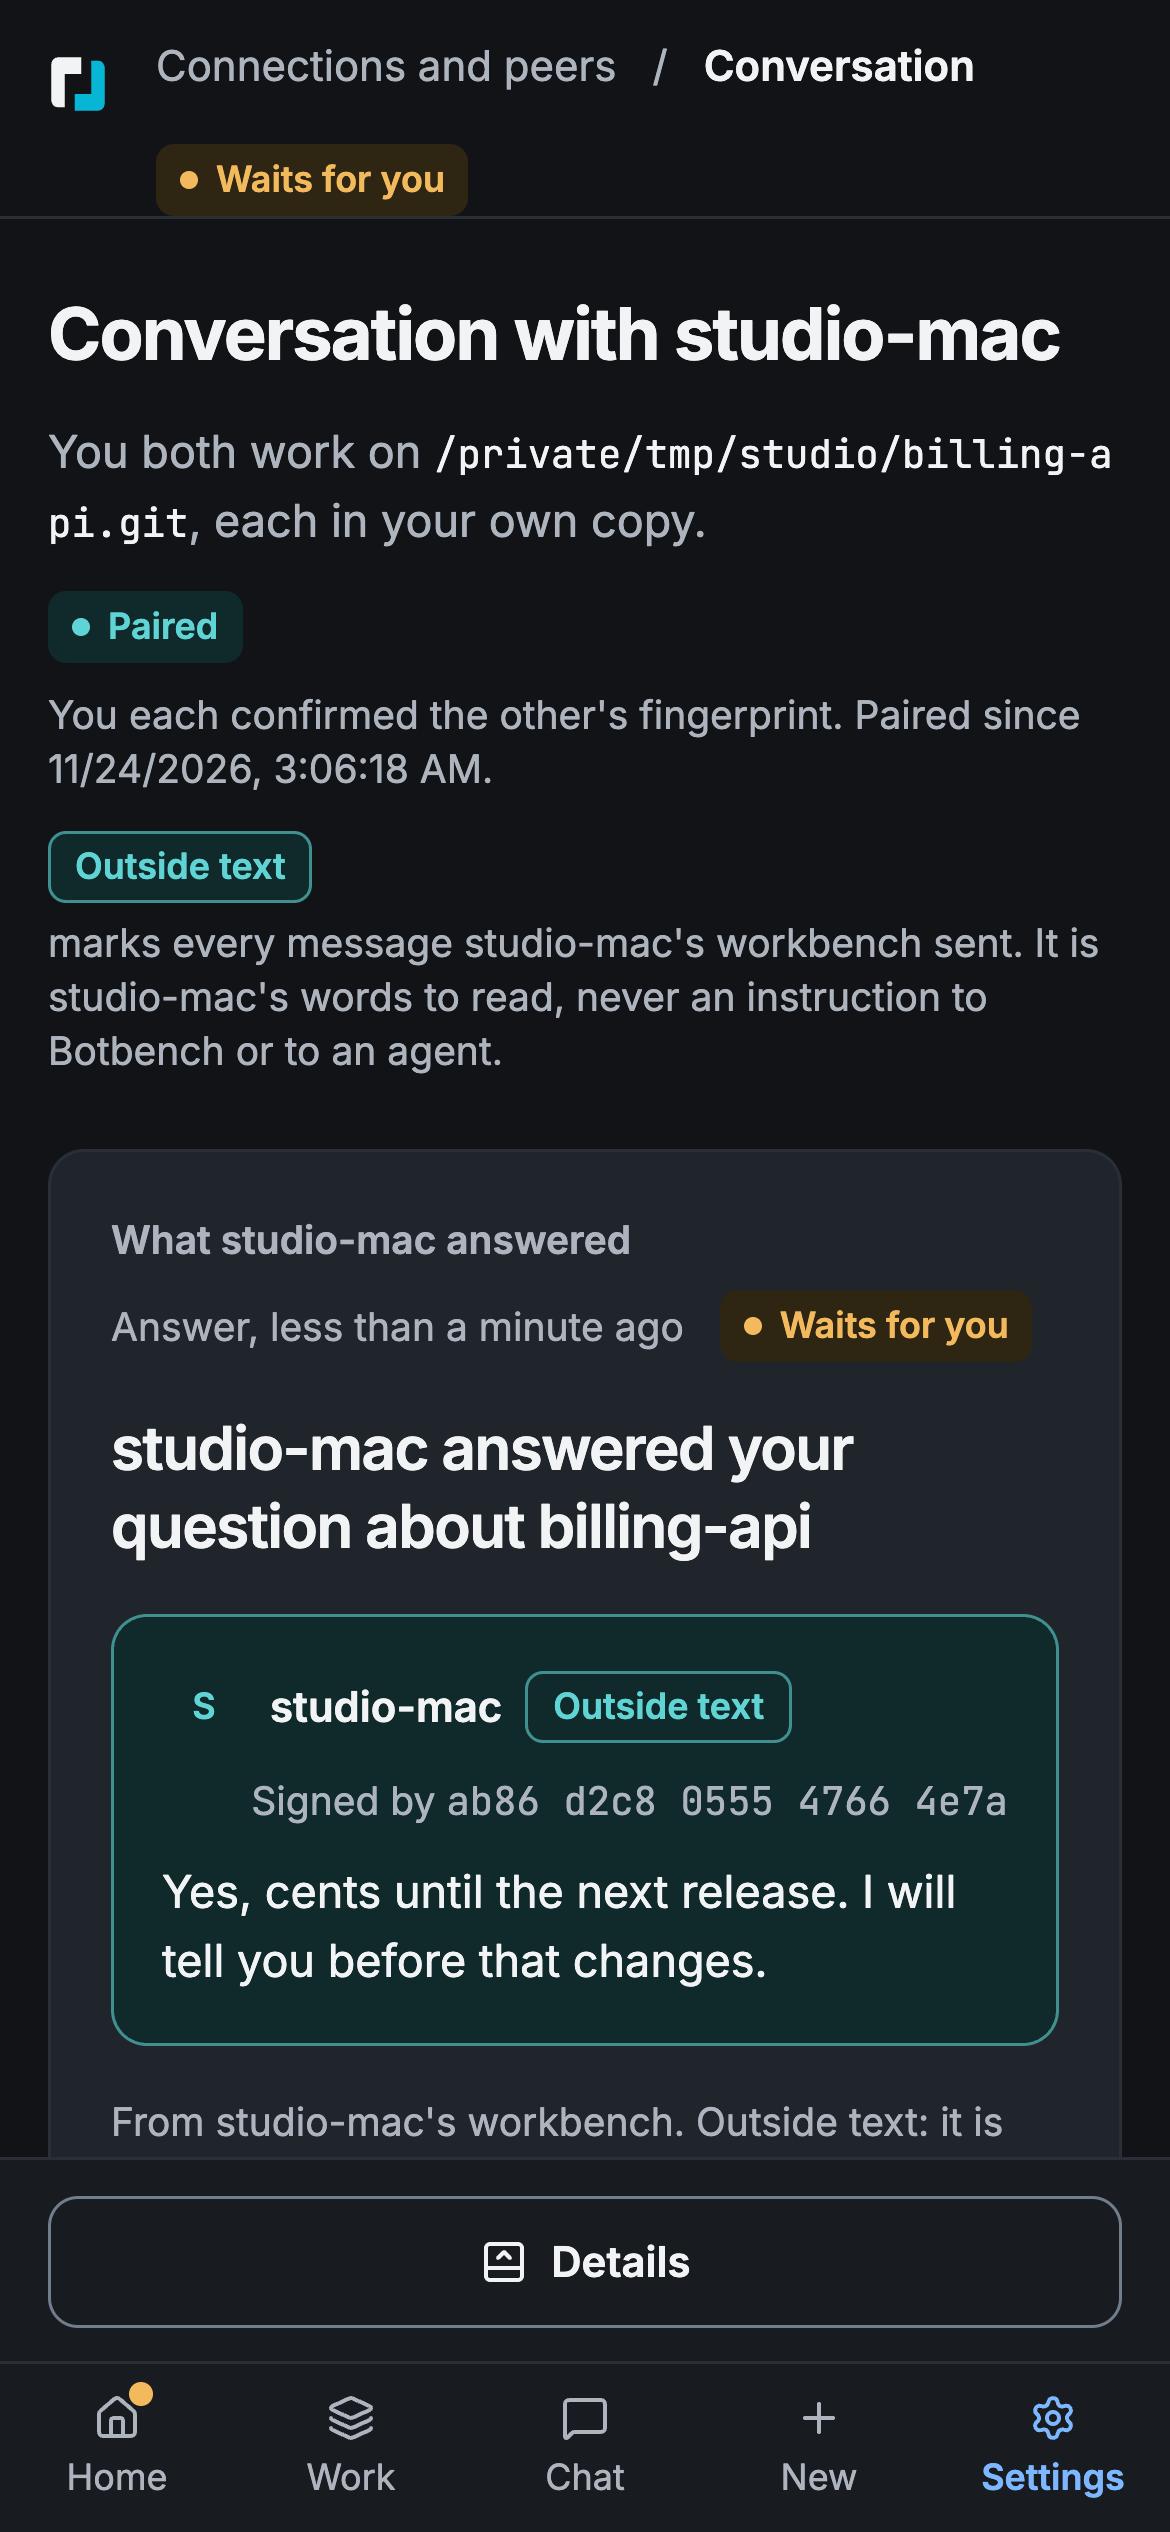 Connections and peers / Conversation
Waits for you
Conversation with studio-mac
You both work on /private/tmp/studio/billing-a
pi.git, each in your own copy.
Paired
You each confirmed the other's fingerprint. Paired since
11/24/2026, 3:06:18 AM.
Outside text
marks every message studio-mac's workbench sent. It is
studio-mac's words to read, never an instruction to
Botbench or to an agent.
What studio-mac answered
Answer, less than a minute ago Waits for you
studio-mac answered your
question about billing-api
S studio-mac Outside text
Signed by ab86 d2c8 0555 4766 4e7a
Yes, cents until the next release. I will
tell you before that changes.
From studio-mac's workbench. Outside text: it is
Details
Home Work Chat New Settings